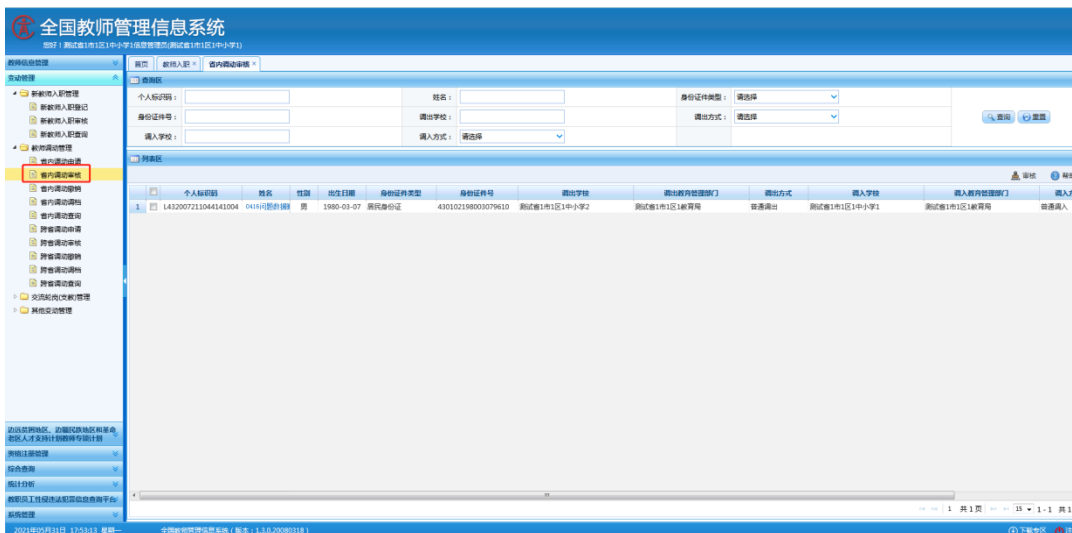 全国教师管理信息系统
您好！测试省1市1区1中小学1信息管理员(测试省1市1区1中小学1)
教师信息管理
变动管理
新教师入职管理
新教师入职登记
新教师入职审核
新教师入职查询
教师调动管理
省内调动申请
省内调动审核
省内调动撤销
省内调动调档
省内调动查询
跨省调动申请
跨省调动审核
跨省调动撤销
跨省调动调档
跨省调动查询
交流轮岗(支教)管理
其他变动管理
边远贫困地区、边疆民族地区和革命
老区人才支持计划教师专项计划
资格注册管理
综合查询
统计分析
教职员工性侵违法犯罪信息查询平台
系统管理
首页 教师入职 × 省内调动审核 ×
查询区
个人标识码： 姓名： 身份证件类型： 请选择
身份证件号： 调出学校： 调出方式： 请选择 查询 重置
调入学校： 调入方式： 请选择
列表区
审核
个人标识码 姓名 性别 出生日期 身份证件类型 身份证件号 调出学校 调出教育管理部门 调出方式 调入学校 调入教育管理部门
1 L432007211044141004 男 1980-03-07 居民身份证 430102198003079610 测试省1市1区1中小学2 测试省1市1区1教育局 普通调出 测试省1市1区1中小学1 测试省1市1区1教育局 普通调入
1 共1页 15 1 - 1 共1
2021年05月31日 17:53:13 星期一 全国教师管理信息系统 ( 版本：1.3.0.20080318 ) 下载专区